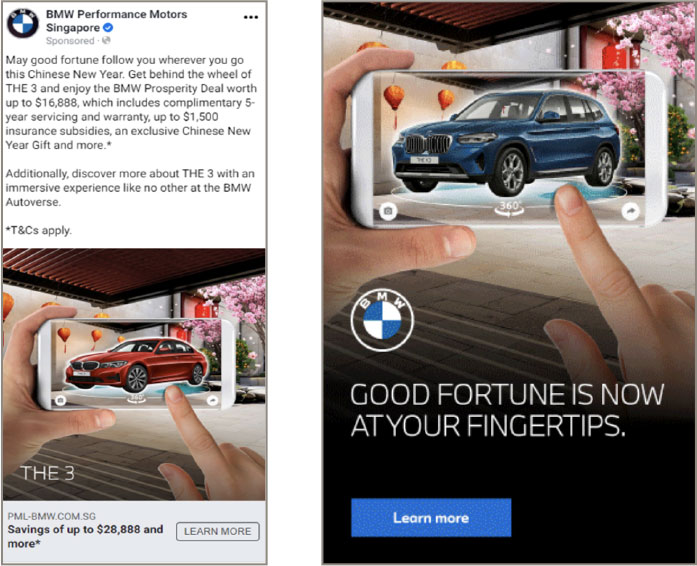 BMW Performance Motors
Singapore
Sponsored ·
May good fortune follow you wherever you go
this Chinese New Year. Get behind the wheel of
THE 3 and enjoy the BMW Prosperity Deal worth
up to $16,888, which includes complimentary 5-
year servicing and warranty, up to $1,500
insurance subsidies, an exclusive Chinese New
Year Gift and more.*
Additionally, discover more about THE 3 with an
immersive experience like no other at the BMW
Autoverse.
*T&Cs apply.
360°
THE 3
PML-BMW.COM.SG
Savings of up to $28,888 and
more*
LEARN MORE
THE X3
360°
BMW
GOOD FORTUNE IS NOW
AT YOUR FINGERTIPS.
Learn more